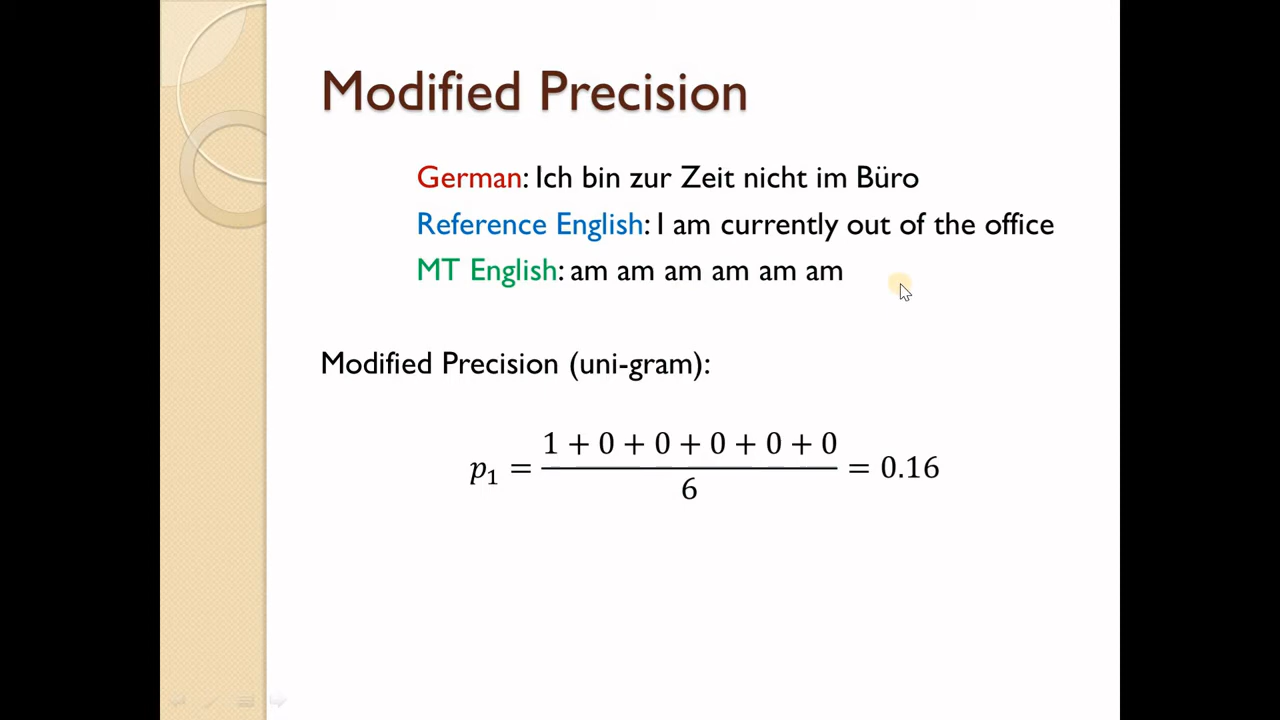 Modified Precision
German: Ich bin zur Zeit nicht im Büro
Reference English: I am currently out of the office
MT English: am am am am am am
Modified Precision (uni-gram):
p₁ = (1 + 0 + 0 + 0 + 0 + 0) / 6 = 0.16